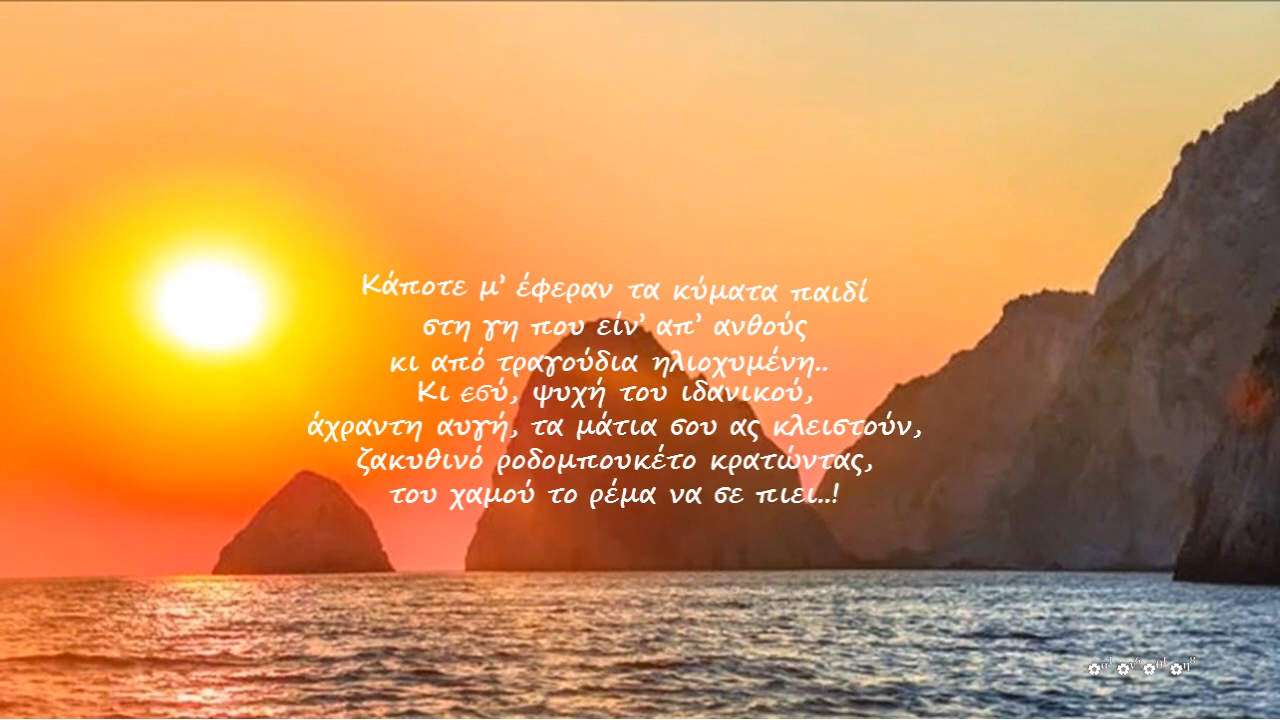 Κάποτε μ' έφεραν τα κύματα παιδί
στη γη που είν' απ' ανθούς
κι από τραγούδια ηλιοχυμένη..
Κι εσύ, ψυχή του ιδανικού,
άχραντη αυγή, τα μάτια σου ας κλειστούν,
ζακυθινό ροδομπουκέτο κρατώντας,
του χαμού το ρέμα να σε πιει..!